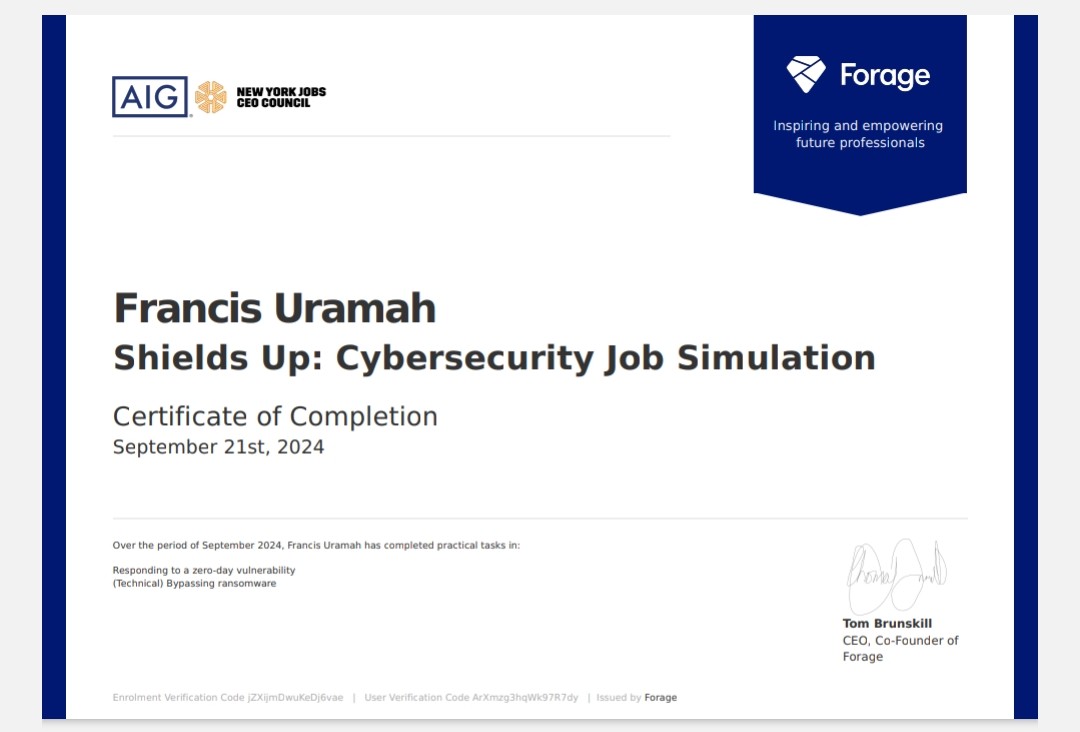 AIG
NEW YORK JOBS
CEO COUNCIL
Forage
Inspiring and empowering
future professionals
Francis Uramah
Shields Up: Cybersecurity Job Simulation
Certificate of Completion
September 21st, 2024
Over the period of September 2024, Francis Uramah has completed practical tasks in:
Responding to a zero-day vulnerability
(Technical) Bypassing ransomware
Tom Brunskill
CEO, Co-Founder of
Forage
Enrolment Verification Code jZXijmDwuKeDj6vae | User Verification Code ArXmzg3hqWk97R7dy | Issued by Forage